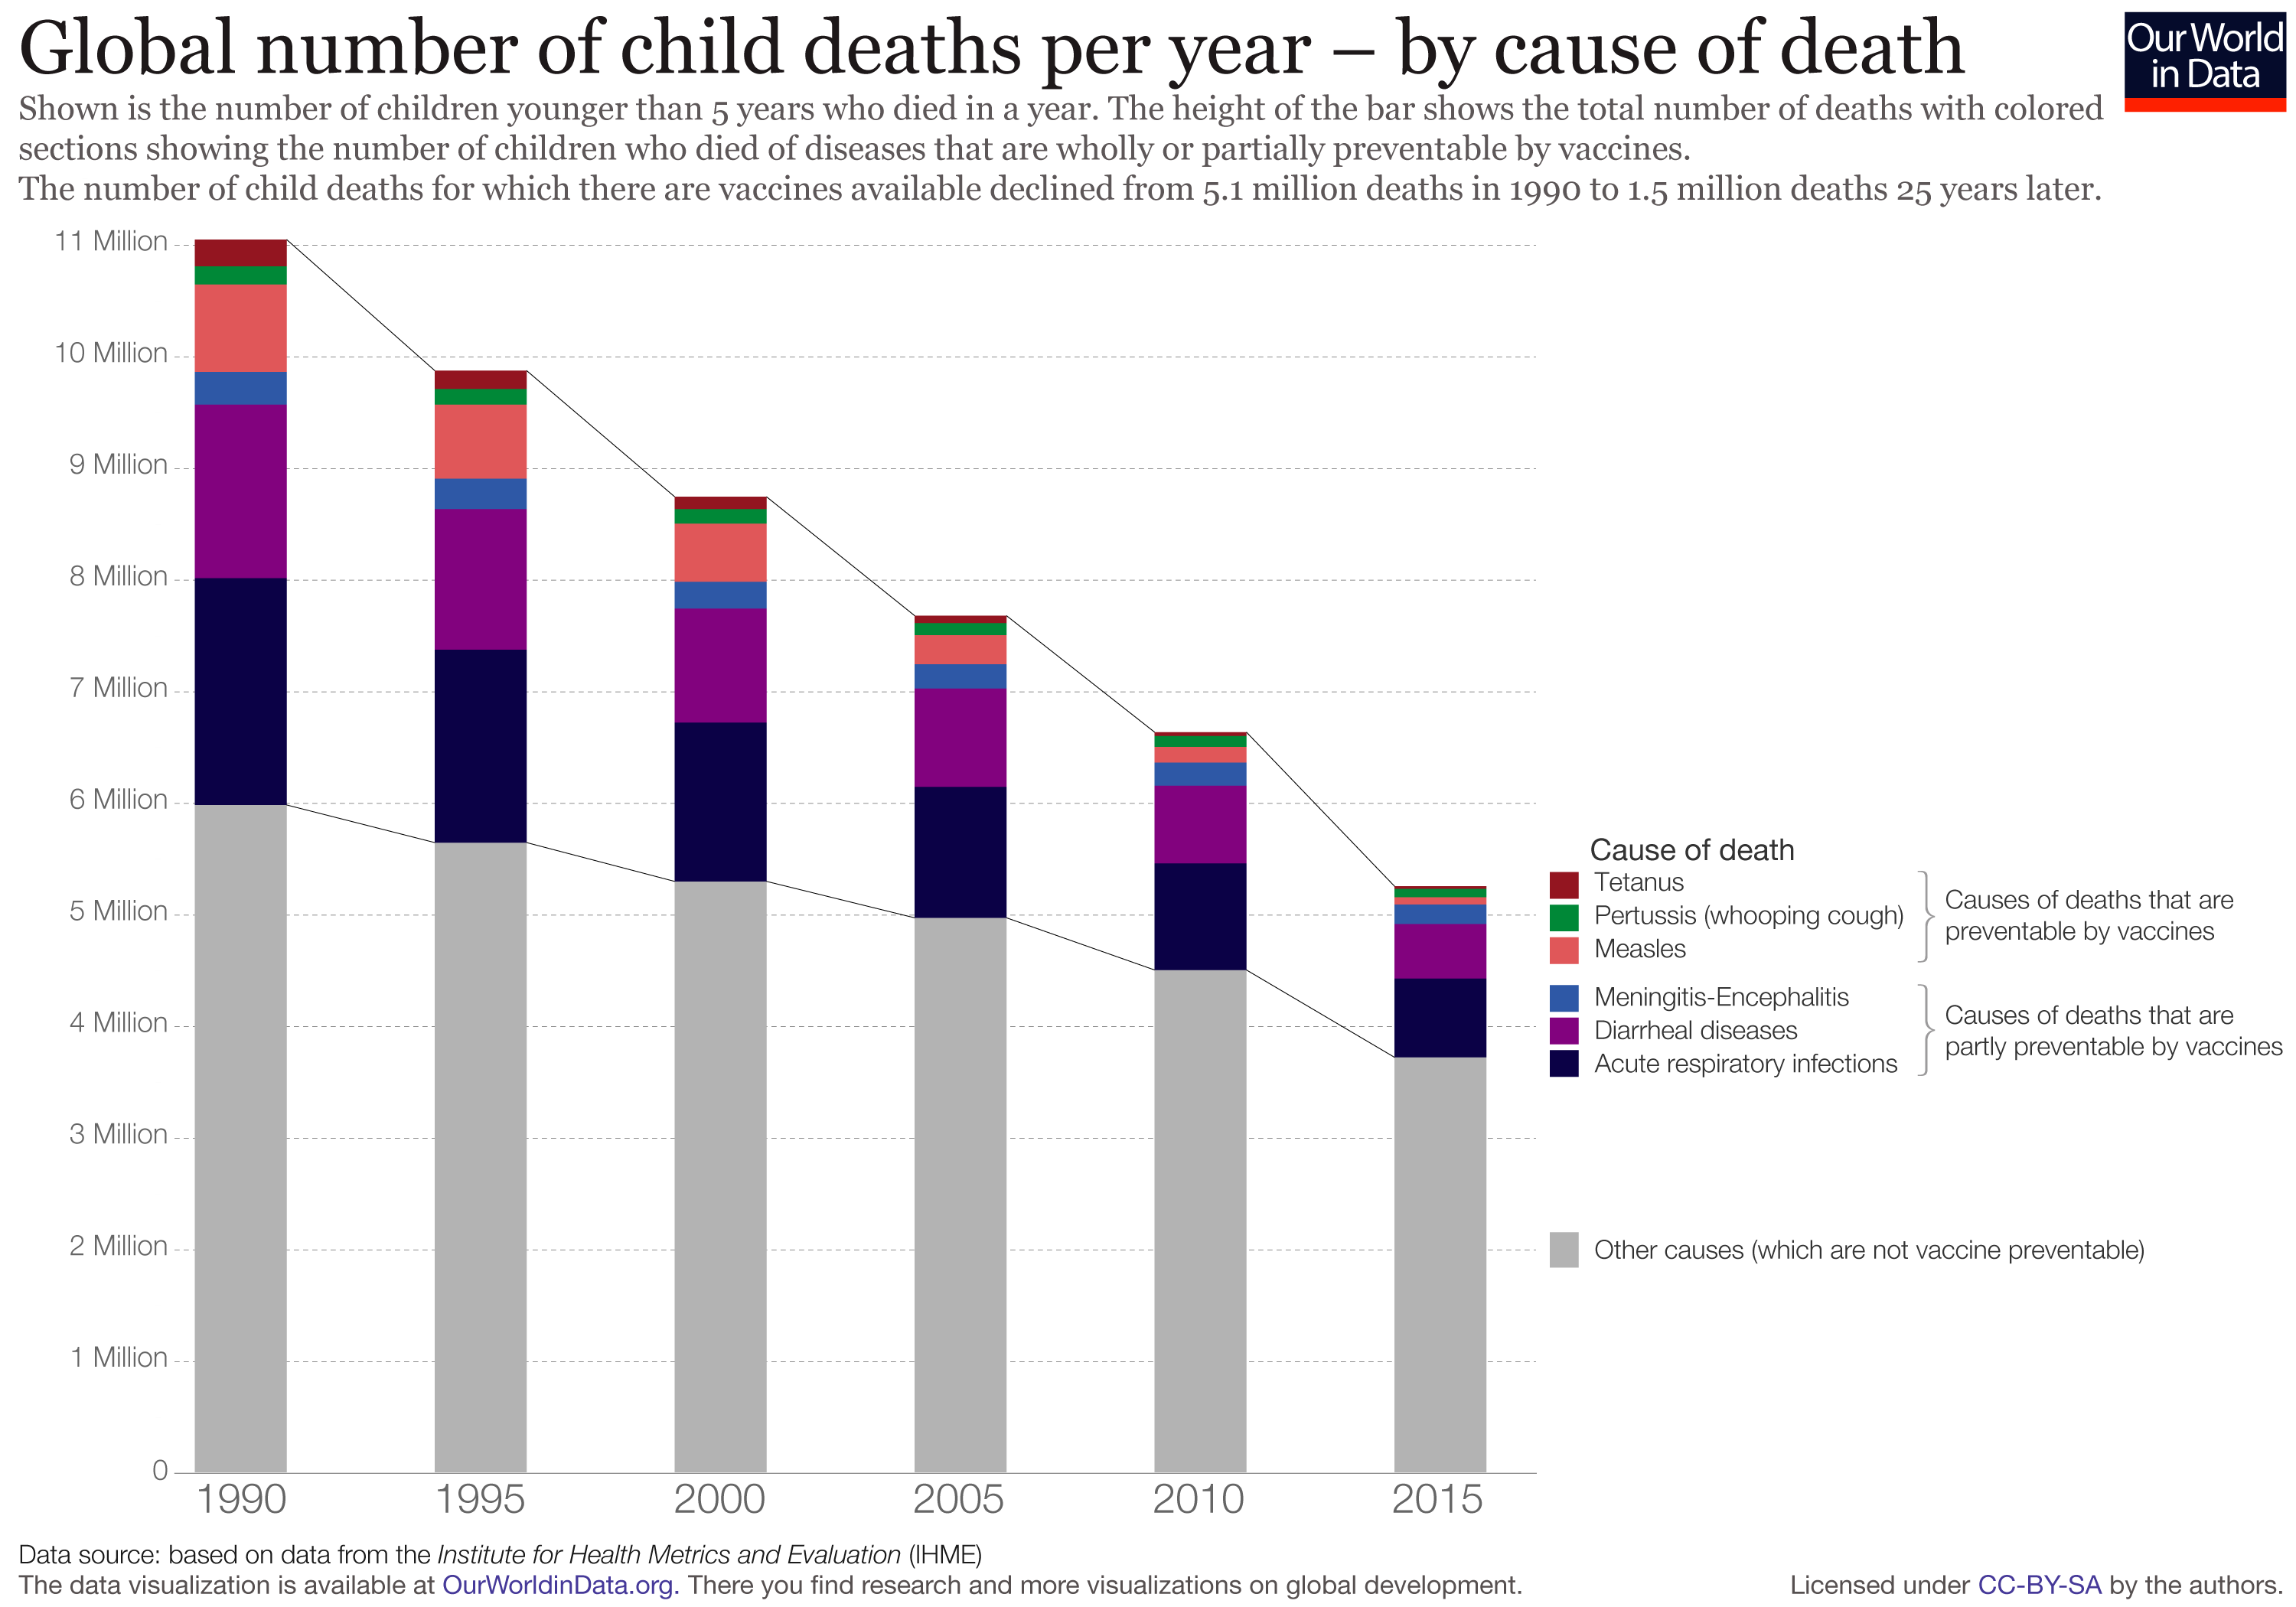 Global number of child deaths per year – by cause of death
Our World
in Data
Shown is the number of children younger than 5 years who died in a year. The height of the bar shows the total number of deaths with colored
sections showing the number of children who died of diseases that are wholly or partially preventable by vaccines.
The number of child deaths for which there are vaccines available declined from 5.1 million deaths in 1990 to 1.5 million deaths 25 years later.
11 Million
10 Million
9 Million
8 Million
7 Million
6 Million
5 Million
4 Million
3 Million
2 Million
1 Million
0
1990
1995
2000
2005
2010
2015
Cause of death
Tetanus
Pertussis (whooping cough)
Measles
Causes of deaths that are
preventable by vaccines
Meningitis-Encephalitis
Diarrheal diseases
Acute respiratory infections
Causes of deaths that are
partly preventable by vaccines
Other causes (which are not vaccine preventable)
Data source: based on data from the Institute for Health Metrics and Evaluation (IHME)
The data visualization is available at OurWorldinData.org. There you find research and more visualizations on global development.
Licensed under CC-BY-SA by the authors.